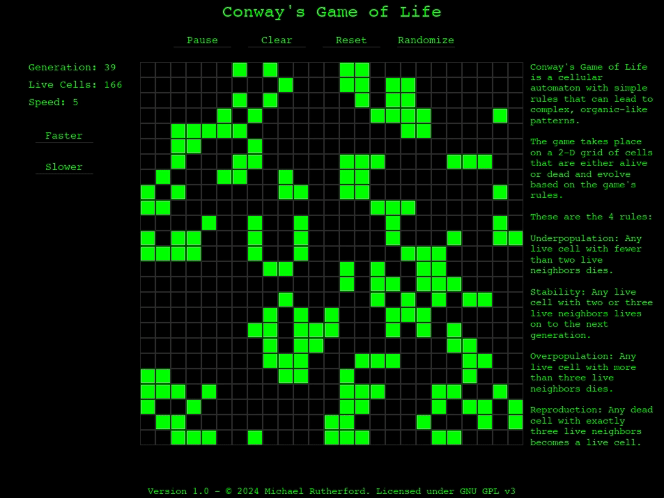 Conway's Game of Life
Pause Clear Reset Randomize
Generation: 39
Live Cells: 166
Speed: 5
Faster
Slower
Conway's Game of Life
is a cellular
automaton with simple
rules that can lead to
complex, organic-like
patterns.
The game takes place
on a 2-D grid of cells
that are either alive
or dead and evolve
based on the game's
rules.
These are the 4 rules:
Underpopulation: Any
live cell with fewer
than two live
neighbors dies.
Stability: Any live
cell with two or three
live neighbors lives
on to the next
generation.
Overpopulation: Any
live cell with more
than three live
neighbors dies.
Reproduction: Any dead
cell with exactly
three live neighbors
becomes a live cell.
Version 1.0 - © 2024 Michael Rutherford. Licensed under GNU GPL v3